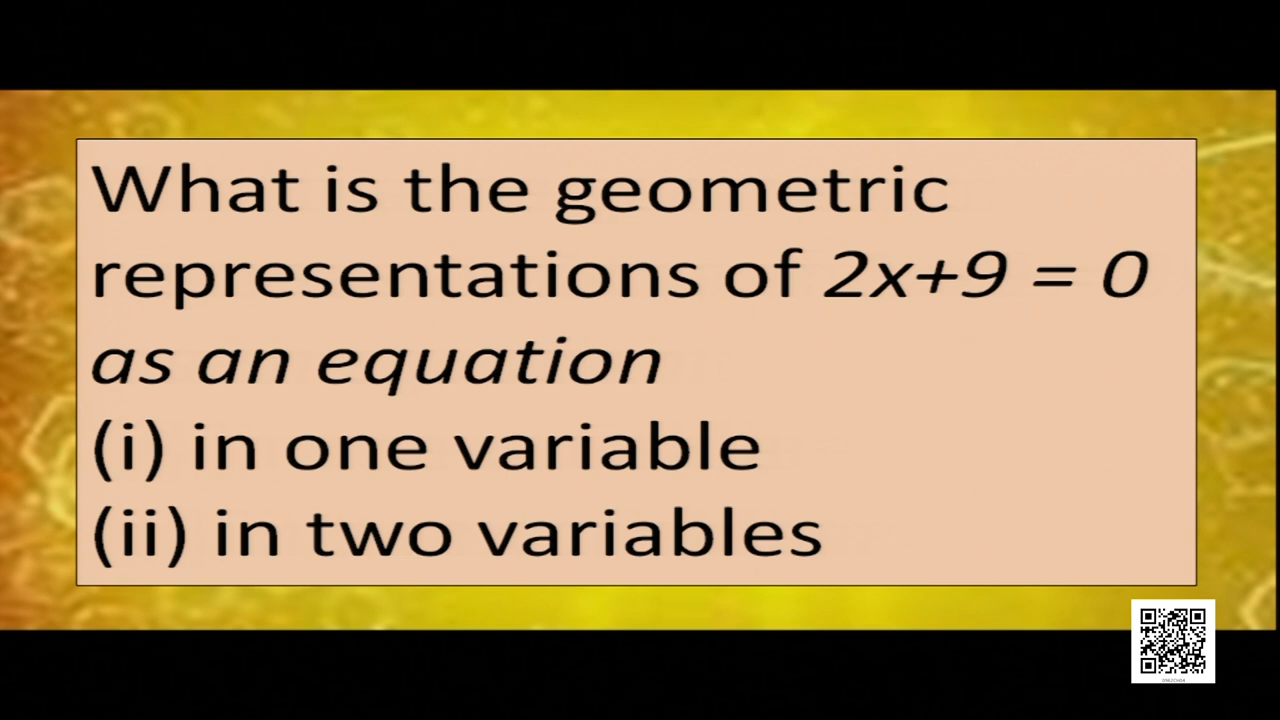 What is the geometric
representations of 2x+9 = 0
as an equation
(i) in one variable
(ii) in two variables